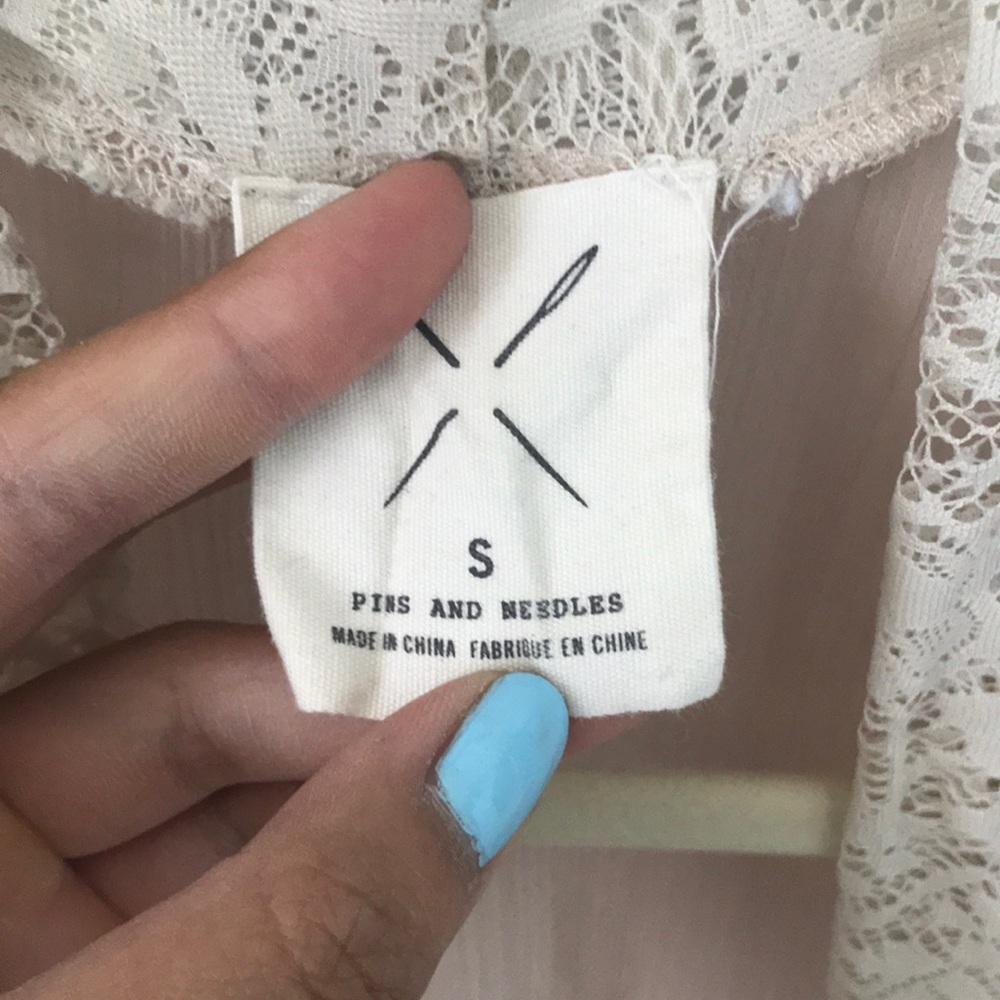 S
PINS AND NEEDLES
MADE IN CHINA FABRIQUE EN CHINE